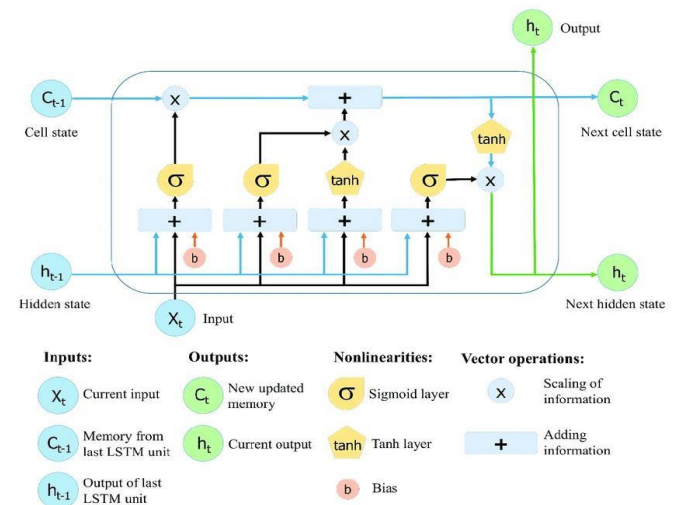 hₜ
Output
Cₜ₋₁
x
+
Cₜ
Cell state
x
tanh
Next cell state
σ
σ
tanh
σ
x
+
+
+
+
hₜ₋₁
b
b
b
b
hₜ
Hidden state
Next hidden state
Xₜ
Input
Inputs:
Outputs:
Nonlinearities:
Vector operations:
Xₜ
Current input
Cₜ
New updated
memory
σ
Sigmoid layer
x
Scaling of
information
Cₜ₋₁
Memory from
last LSTM unit
hₜ
Current output
tanh
Tanh layer
+
Adding
information
hₜ₋₁
Output of last
LSTM unit
b
Bias